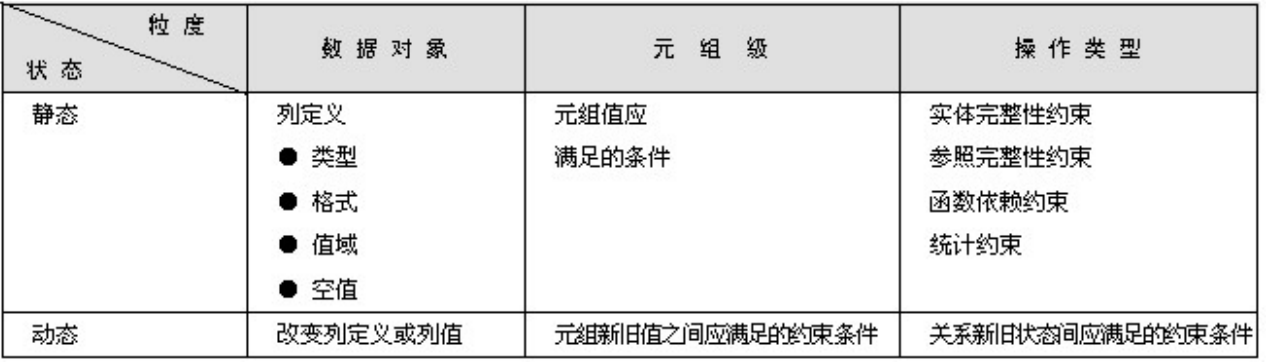 粒度
状态
数据对象
元组级
操作类型
静态
列定义
元组值应
实体完整性约束
● 类型
满足的条件
参照完整性约束
● 格式
函数依赖约束
● 值域
统计约束
● 空值
动态
改变列定义或列值
元组新旧值之间应满足的约束条件
关系新旧状态间应满足的约束条件